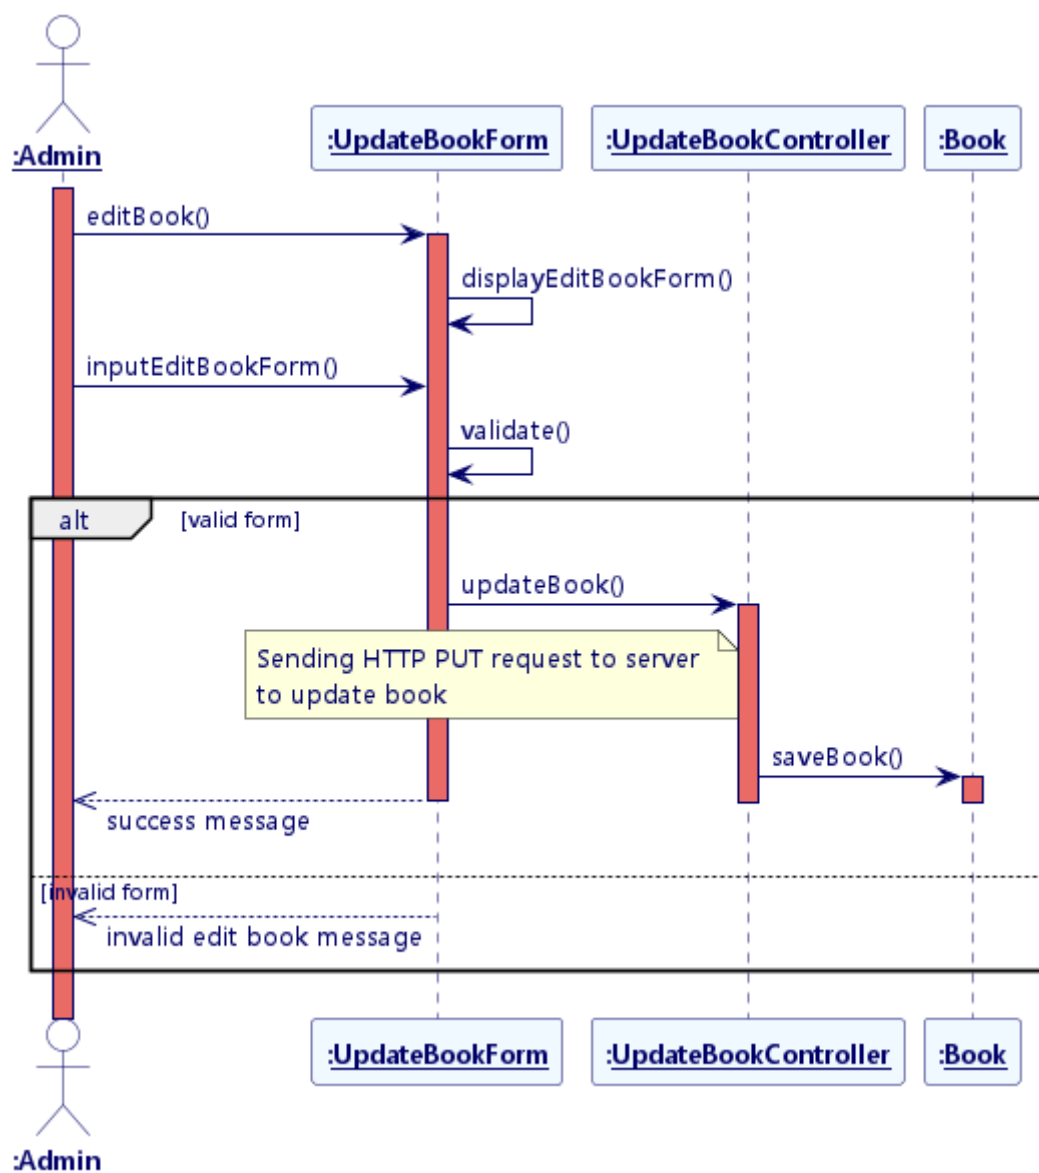 :Admin
:UpdateBookForm
:UpdateBookController
:Book
editBook()
displayEditBookForm()
inputEditBookForm()
validate()
alt
[valid form]
updateBook()
Sending HTTP PUT request to server
to update book
saveBook()
success message
[invalid form]
invalid edit book message
:UpdateBookForm
:UpdateBookController
:Book
:Admin